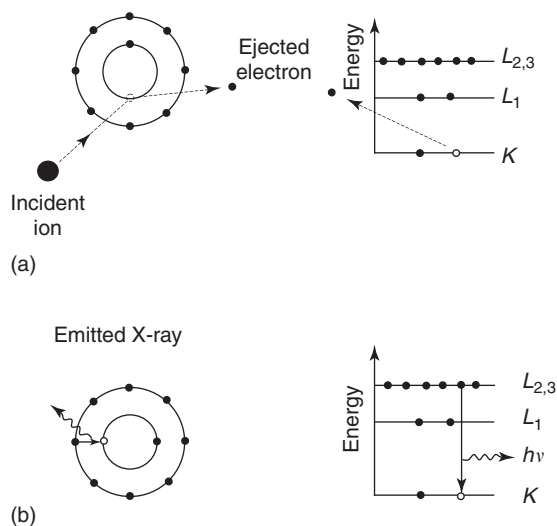 Ejected
electron
Incident
ion
Energy
L2,3
L1
K
(a)
Emitted X-ray
Energy
L2,3
L1
hν
K
(b)